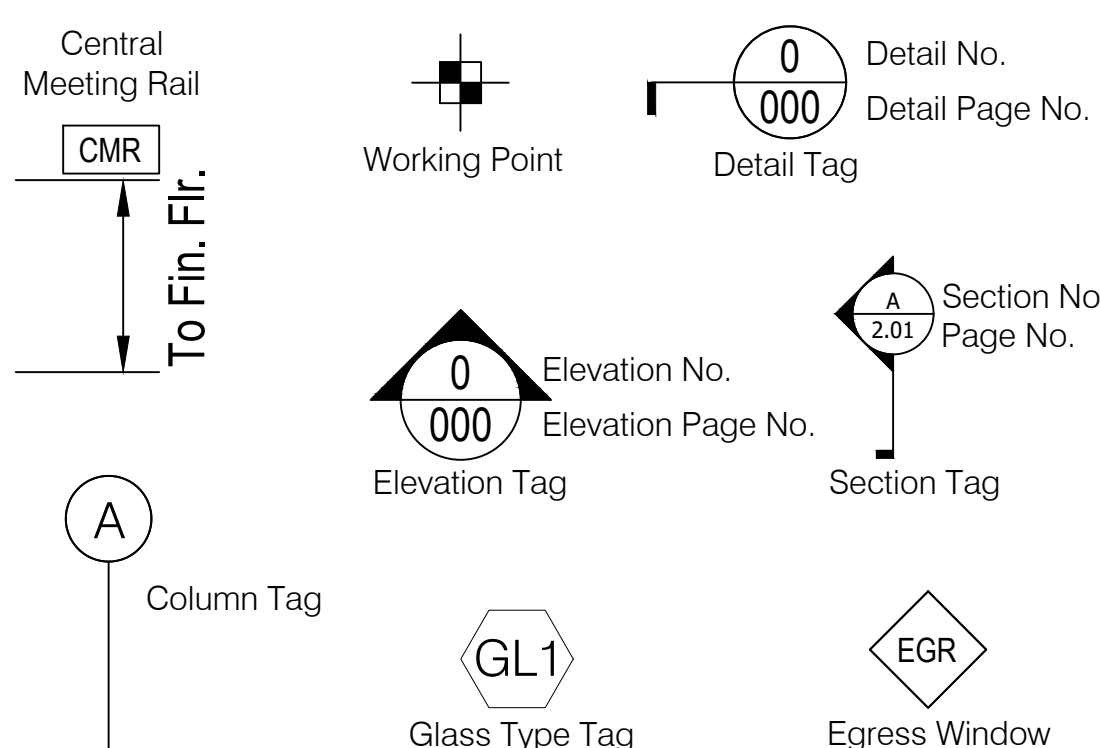 Central
Meeting Rail
CMR
To Fin. Flr.
Working Point
0
000
Detail No.
Detail Page No.
Detail Tag
0
000
Elevation No.
Elevation Page No.
Elevation Tag
A
2.01
Section No
Page No.
Section Tag
A
Column Tag
GL1
Glass Type Tag
EGR
Egress Window